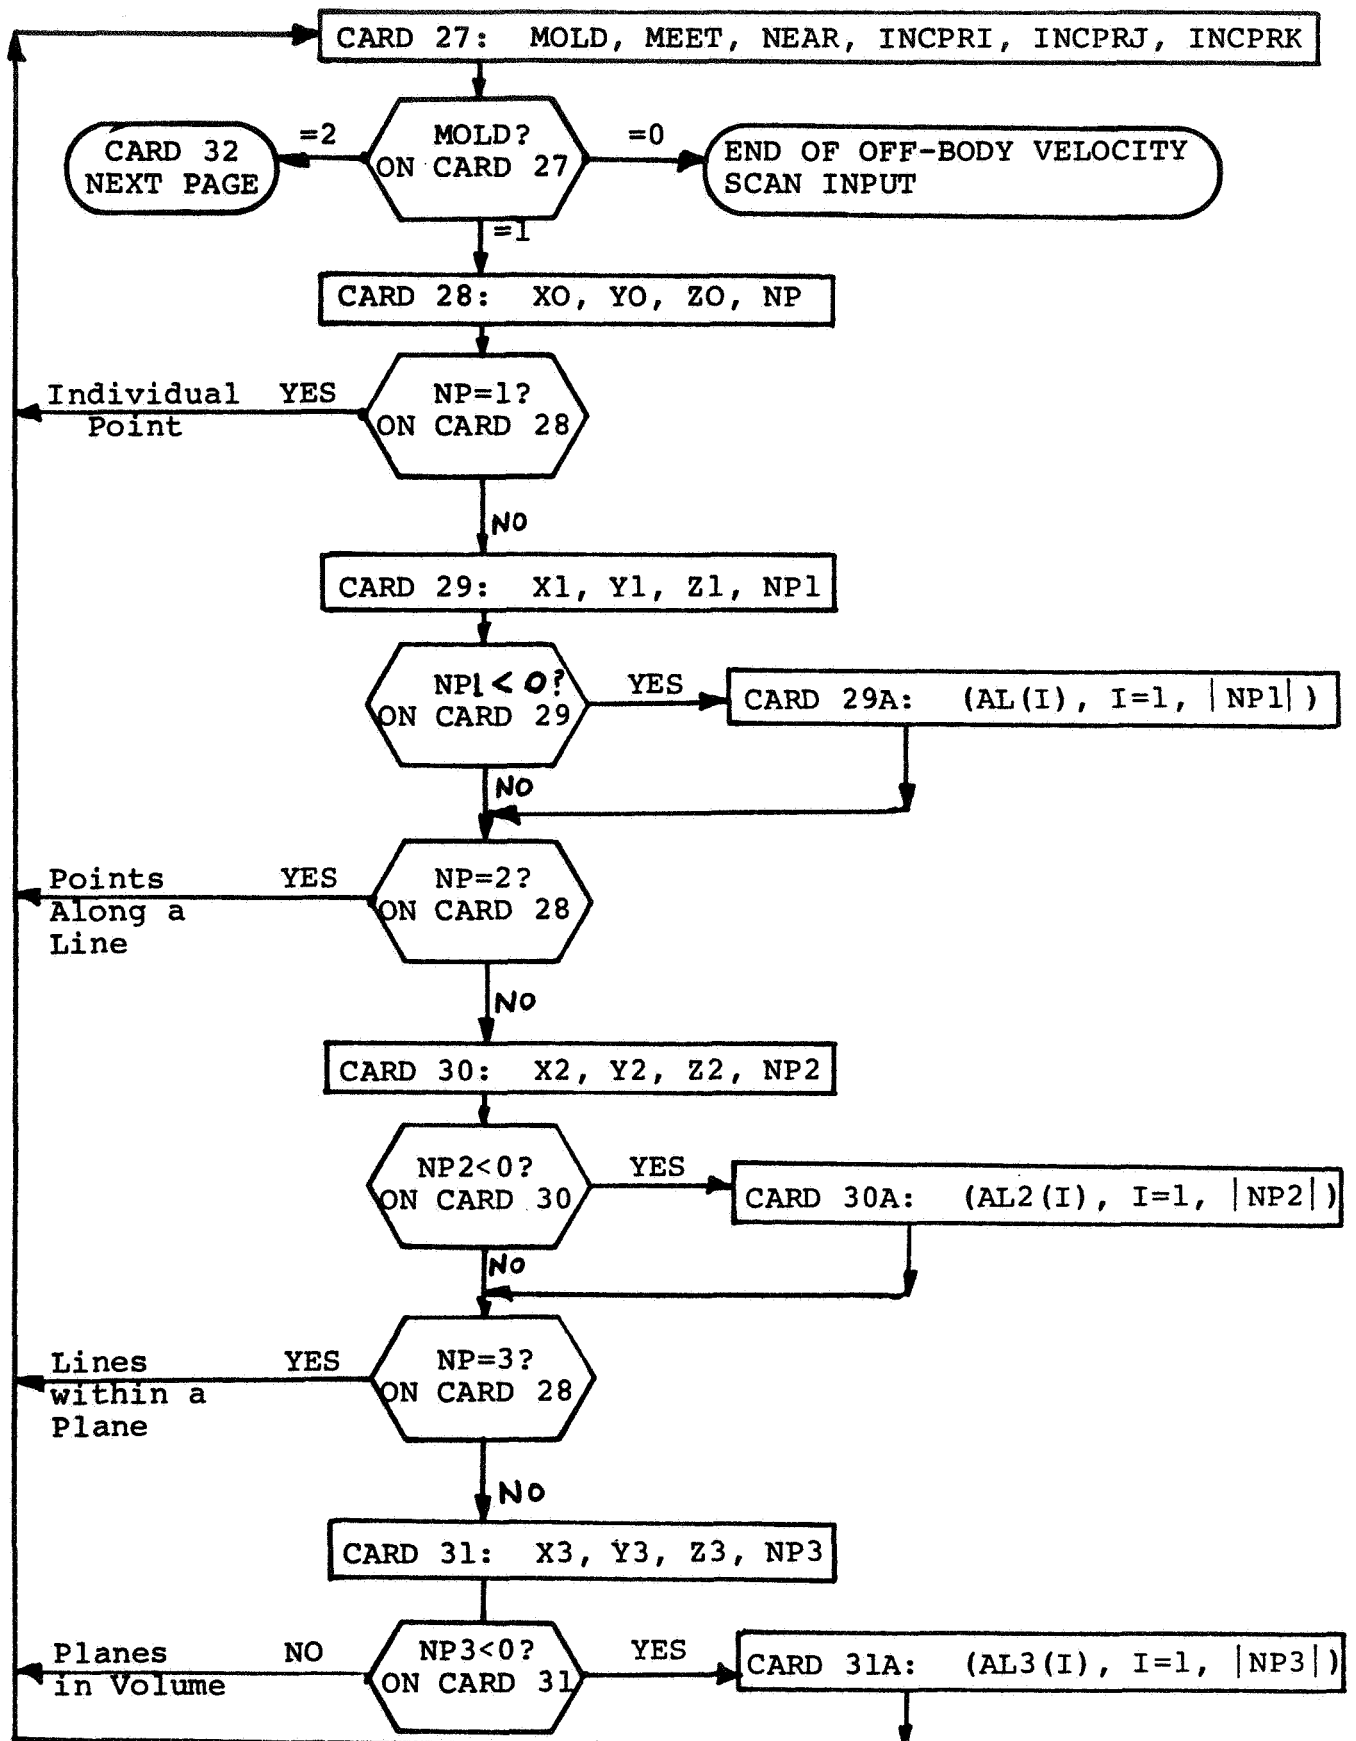 CARD 27: MOLD, MEET, NEAR, INCPRI, INCPRJ, INCPRK
MOLD?
ON CARD 27
=2
CARD 32
NEXT PAGE
=0
END OF OFF-BODY VELOCITY
SCAN INPUT
=1
CARD 28: XO, YO, ZO, NP
NP=1?
ON CARD 28
YES
Individual
Point
NO
CARD 29: X1, Y1, Z1, NP1
NP1<0?
ON CARD 29
YES
CARD 29A: (AL(I), I=1, |NP1|)
NO
NP=2?
ON CARD 28
YES
Points
Along a
Line
NO
CARD 30: X2, Y2, Z2, NP2
NP2<0?
ON CARD 30
YES
CARD 30A: (AL2(I), I=1, |NP2|)
NO
NP=3?
ON CARD 28
YES
Lines
within a
Plane
NO
CARD 31: X3, Y3, Z3, NP3
NP3<0?
ON CARD 31
NO
Planes
in Volume
YES
CARD 31A: (AL3(I), I=1, |NP3|)